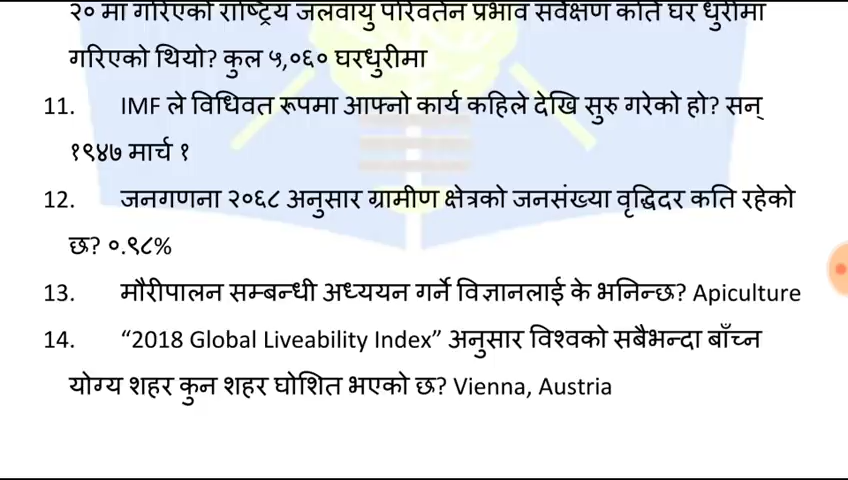 २० मा गरिएको राष्ट्रिय जलवायु परिवर्तन प्रभाव सर्वेक्षण कति घर धुरीमा
गरिएको थियो? कुल ५,०६० घरधुरीमा
11. IMF ले विधिवत रूपमा आफ्नो कार्य कहिले देखि सुरु गरेको हो? सन्
१९४७ मार्च १
12. जनगणना २०६८ अनुसार ग्रामीण क्षेत्रको जनसंख्या वृद्धिदर कति रहेको
छ? ०.९८%
13. मौरीपालन सम्बन्धी अध्ययन गर्ने विज्ञानलाई के भनिन्छ? Apiculture
14. “2018 Global Liveability Index” अनुसार विश्वको सबैभन्दा बाँच्न
योग्य शहर कुन शहर घोशित भएको छ? Vienna, Austria